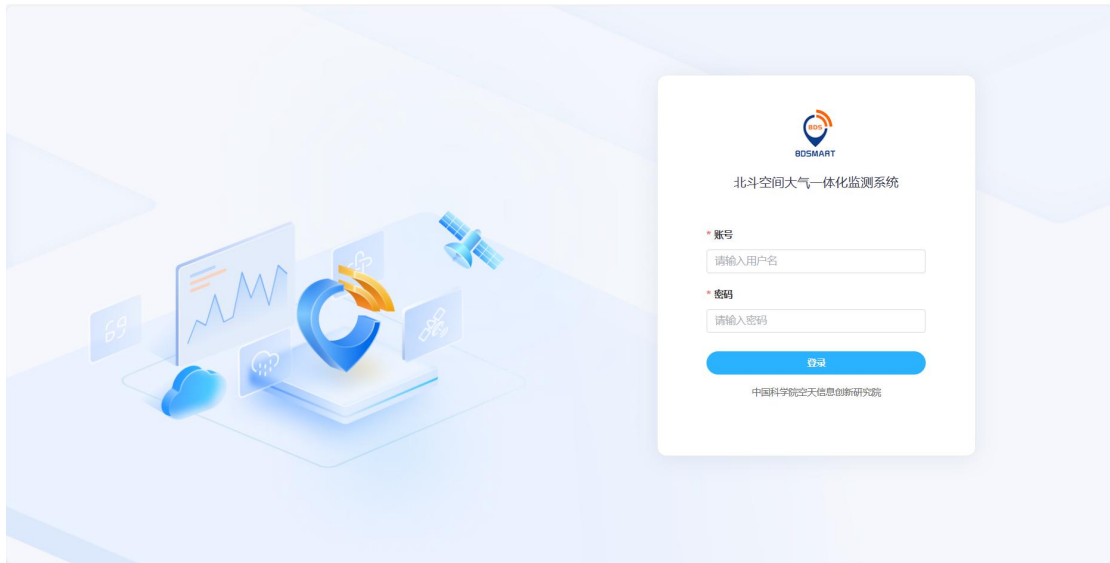 BDS
BDSMART
北斗空间大气一体化监测系统
* 账号
请输入用户名
* 密码
请输入密码
登录
中国科学院空天信息创新研究院